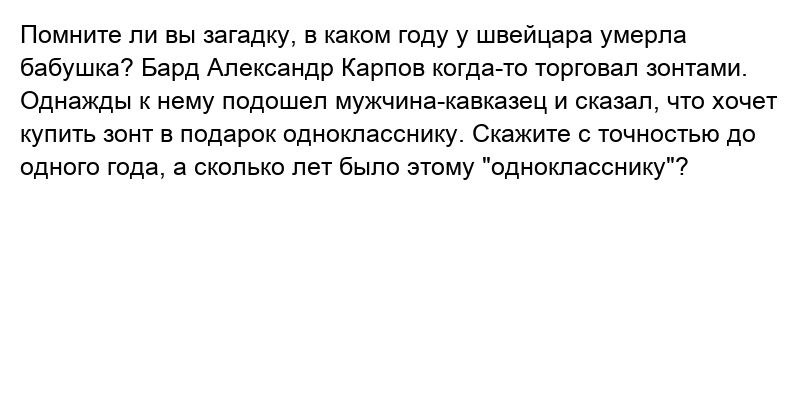 Помните ли вы загадку, в каком году у швейцара умерла
бабушка? Бард Александр Карпов когда-то торговал зонтами.
Однажды к нему подошел мужчина-кавказец и сказал, что хочет
купить зонт в подарок однокласснику. Скажите с точностью до
одного года, а сколько лет было этому "однокласснику"?